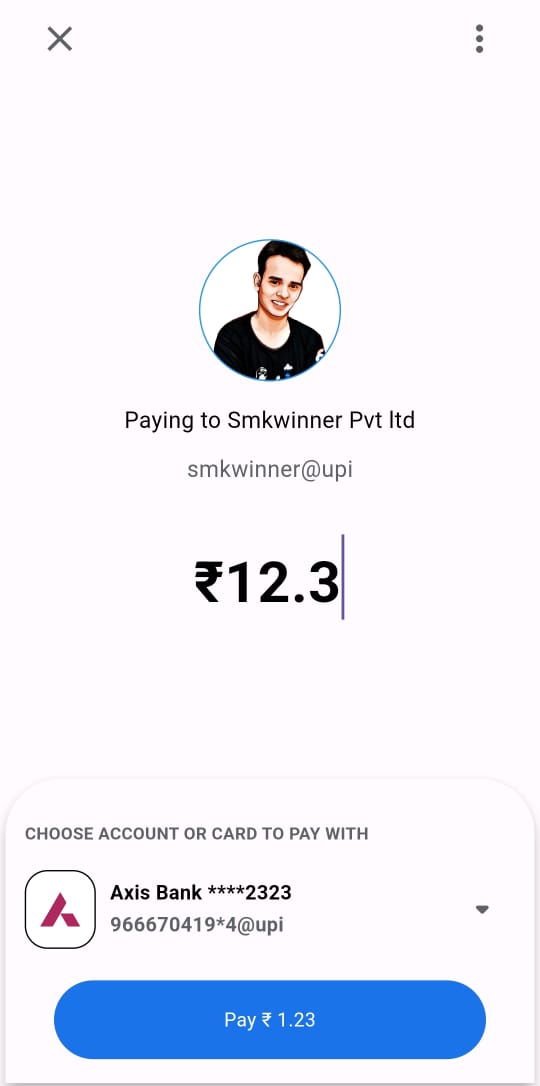 Paying to Smkwinner Pvt ltd
smkwinner@upi
₹12.3
CHOOSE ACCOUNT OR CARD TO PAY WITH
Axis Bank ****2323
966670419*4@upi
Pay ₹ 1.23